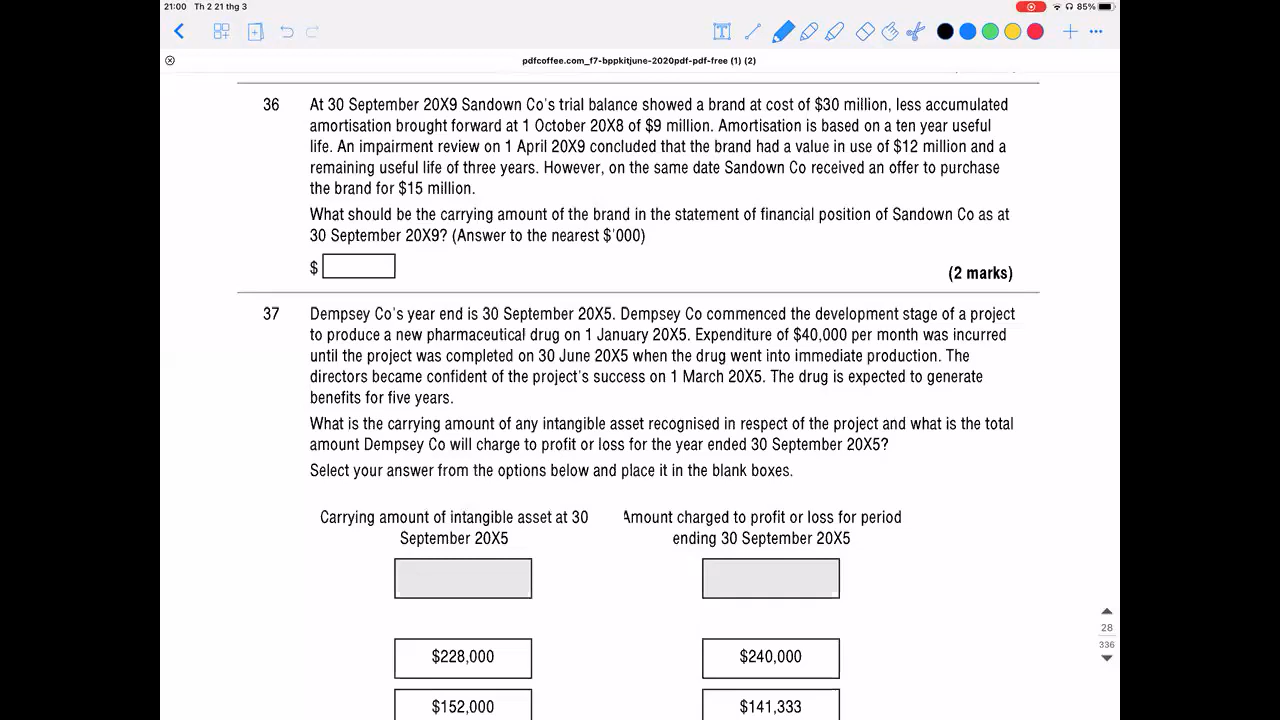 21:00 Th 2 21 thg 3
85%
pdfcoffee.com_f7-bppkitjune-2020pdf-pdf-free (1) (2)
36 At 30 September 20X9 Sandown Co's trial balance showed a brand at cost of $30 million, less accumulated
amortisation brought forward at 1 October 20X8 of $9 million. Amortisation is based on a ten year useful
life. An impairment review on 1 April 20X9 concluded that the brand had a value in use of $12 million and a
remaining useful life of three years. However, on the same date Sandown Co received an offer to purchase
the brand for $15 million.
What should be the carrying amount of the brand in the statement of financial position of Sandown Co as at
30 September 20X9? (Answer to the nearest $'000)
$
(2 marks)
37 Dempsey Co's year end is 30 September 20X5. Dempsey Co commenced the development stage of a project
to produce a new pharmaceutical drug on 1 January 20X5. Expenditure of $40,000 per month was incurred
until the project was completed on 30 June 20X5 when the drug went into immediate production. The
directors became confident of the project's success on 1 March 20X5. The drug is expected to generate
benefits for five years.
What is the carrying amount of any intangible asset recognised in respect of the project and what is the total
amount Dempsey Co will charge to profit or loss for the year ended 30 September 20X5?
Select your answer from the options below and place it in the blank boxes.
Carrying amount of intangible asset at 30
September 20X5
Amount charged to profit or loss for period
ending 30 September 20X5
28
336
$228,000 $240,000
$152,000 $141,333